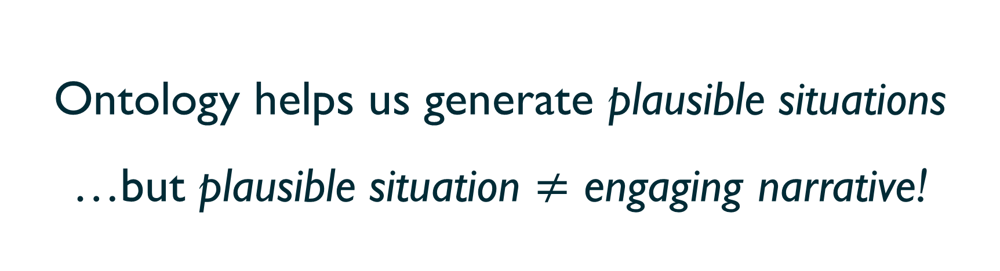 Ontology helps us generate plausible situations
…but plausible situation ≠ engaging narrative!